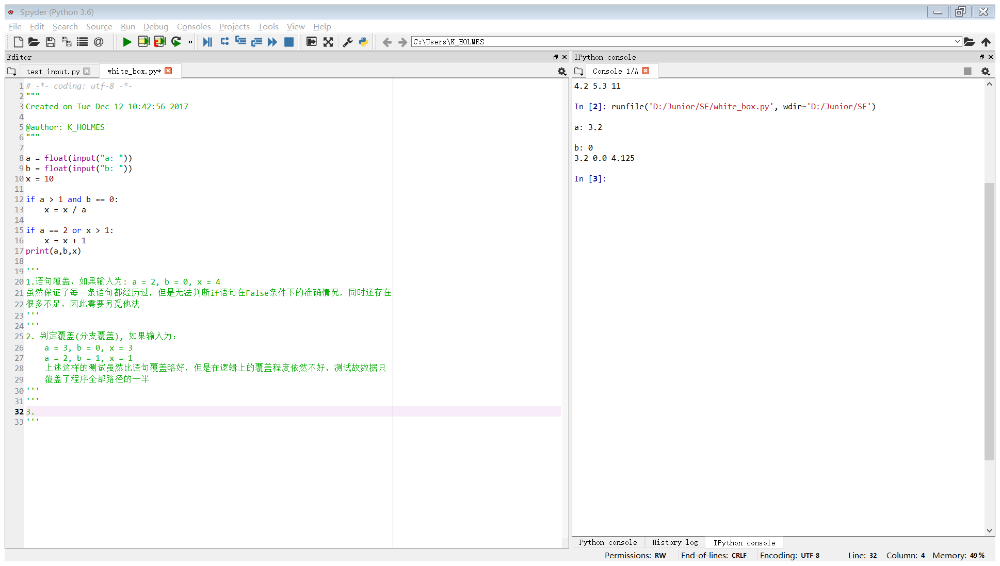 Spyder (Python 3.6)
File Edit Search Source Run Debug Consoles Projects Tools View Help
C:\Users\K_HOLMES
Editor
test_input.py
white_box.py*
1 # -*- coding: utf-8 -*-
2 """
3 Created on Tue Dec 12 10:42:56 2017
4
5 @author: K_HOLMES
6 """
7
8 a = float(input("a: "))
9 b = float(input("b: "))
10 x = 10
11
12 if a > 1 and b == 0:
13     x = x / a
14
15 if a == 2 or x > 1:
16     x = x + 1
17 print(a,b,x)
18
19 '''
20 1.语句覆盖，如果输入为: a = 2, b = 0, x = 4
21 虽然保证了每一条语句都经历过，但是无法判断if语句在False条件下的准确情况，同时还存在
22 很多不足，因此需要另觅他法
23 '''
24 '''
25 2. 判定覆盖(分支覆盖)，如果输入为：
26     a = 3, b = 0, x = 3
27     a = 2, b = 1, x = 1
28     上述这样的测试虽然比语句覆盖略好，但是在逻辑上的覆盖程度依然不好，测试故数据只
29     覆盖了程序全部路径的一半
30 '''
31 '''
32 3.
33 '''
IPython console
Console 1/A
4.2 5.3 11
In [2]: runfile('D:/Junior/SE/white_box.py', wdir='D:/Junior/SE')
a: 3.2
b: 0
3.2 0.0 4.125
In [3]:
Python console History log IPython console
Permissions: RW End-of-lines: CRLF Encoding: UTF-8 Line: 32 Column: 4 Memory: 49 %